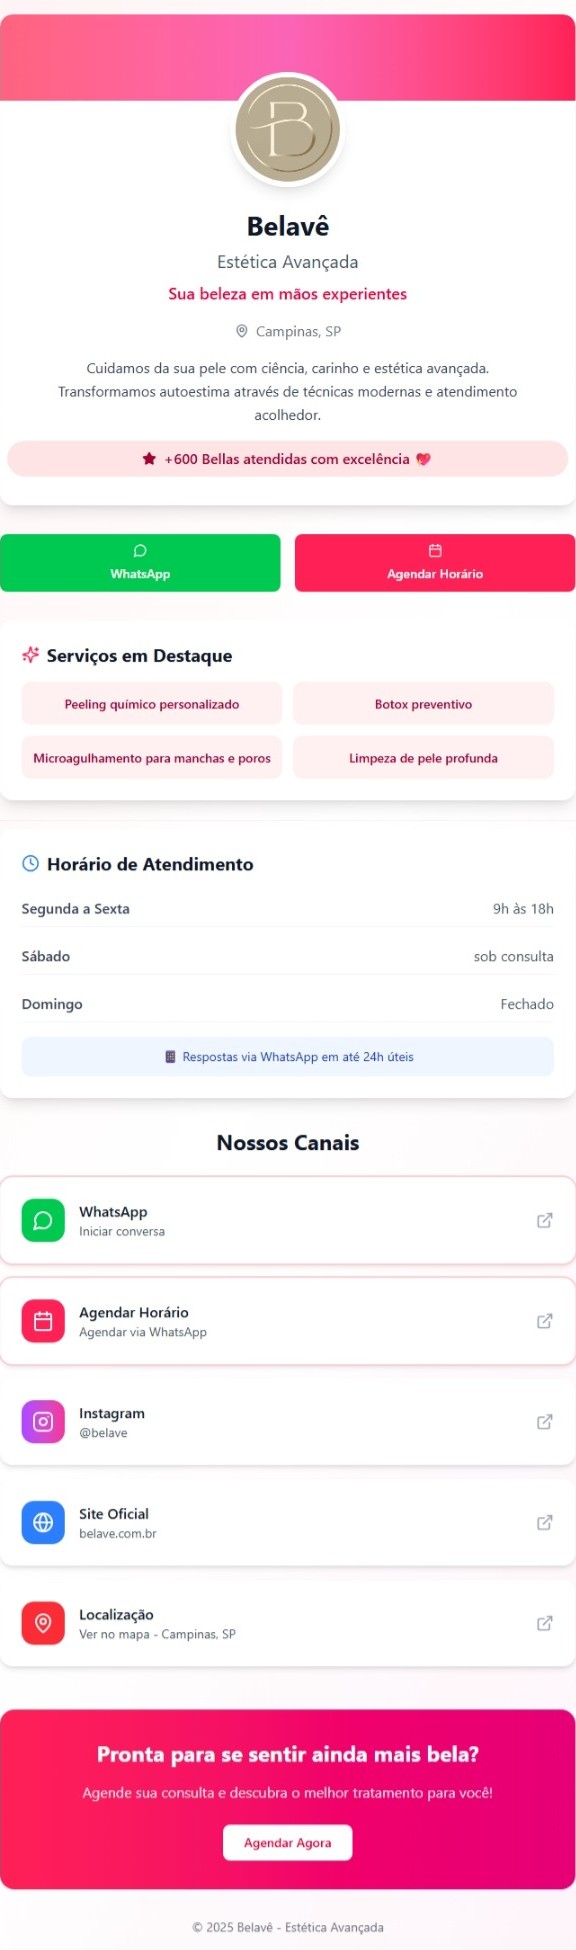 B
Belavê
Estética Avançada
Sua beleza em mãos experientes
Campinas, SP
Cuidamos da sua pele com ciência, carinho e estética avançada.
Transformamos autoestima através de técnicas modernas e atendimento
acolhedor.
+600 Bellas atendidas com excelência 💖
WhatsApp
Agendar Horário
Serviços em Destaque
Peeling químico personalizado
Botox preventivo
Microagulhamento para manchas e poros
Limpeza de pele profunda
Horário de Atendimento
Segunda a Sexta 9h às 18h
Sábado sob consulta
Domingo Fechado
Respostas via WhatsApp em até 24h úteis
Nossos Canais
WhatsApp
Iniciar conversa
Agendar Horário
Agendar via WhatsApp
Instagram
@belave
Site Oficial
belave.com.br
Localização
Ver no mapa - Campinas, SP
Pronta para se sentir ainda mais bela?
Agende sua consulta e descubra o melhor tratamento para você!
Agendar Agora
© 2025 Belavê - Estética Avançada